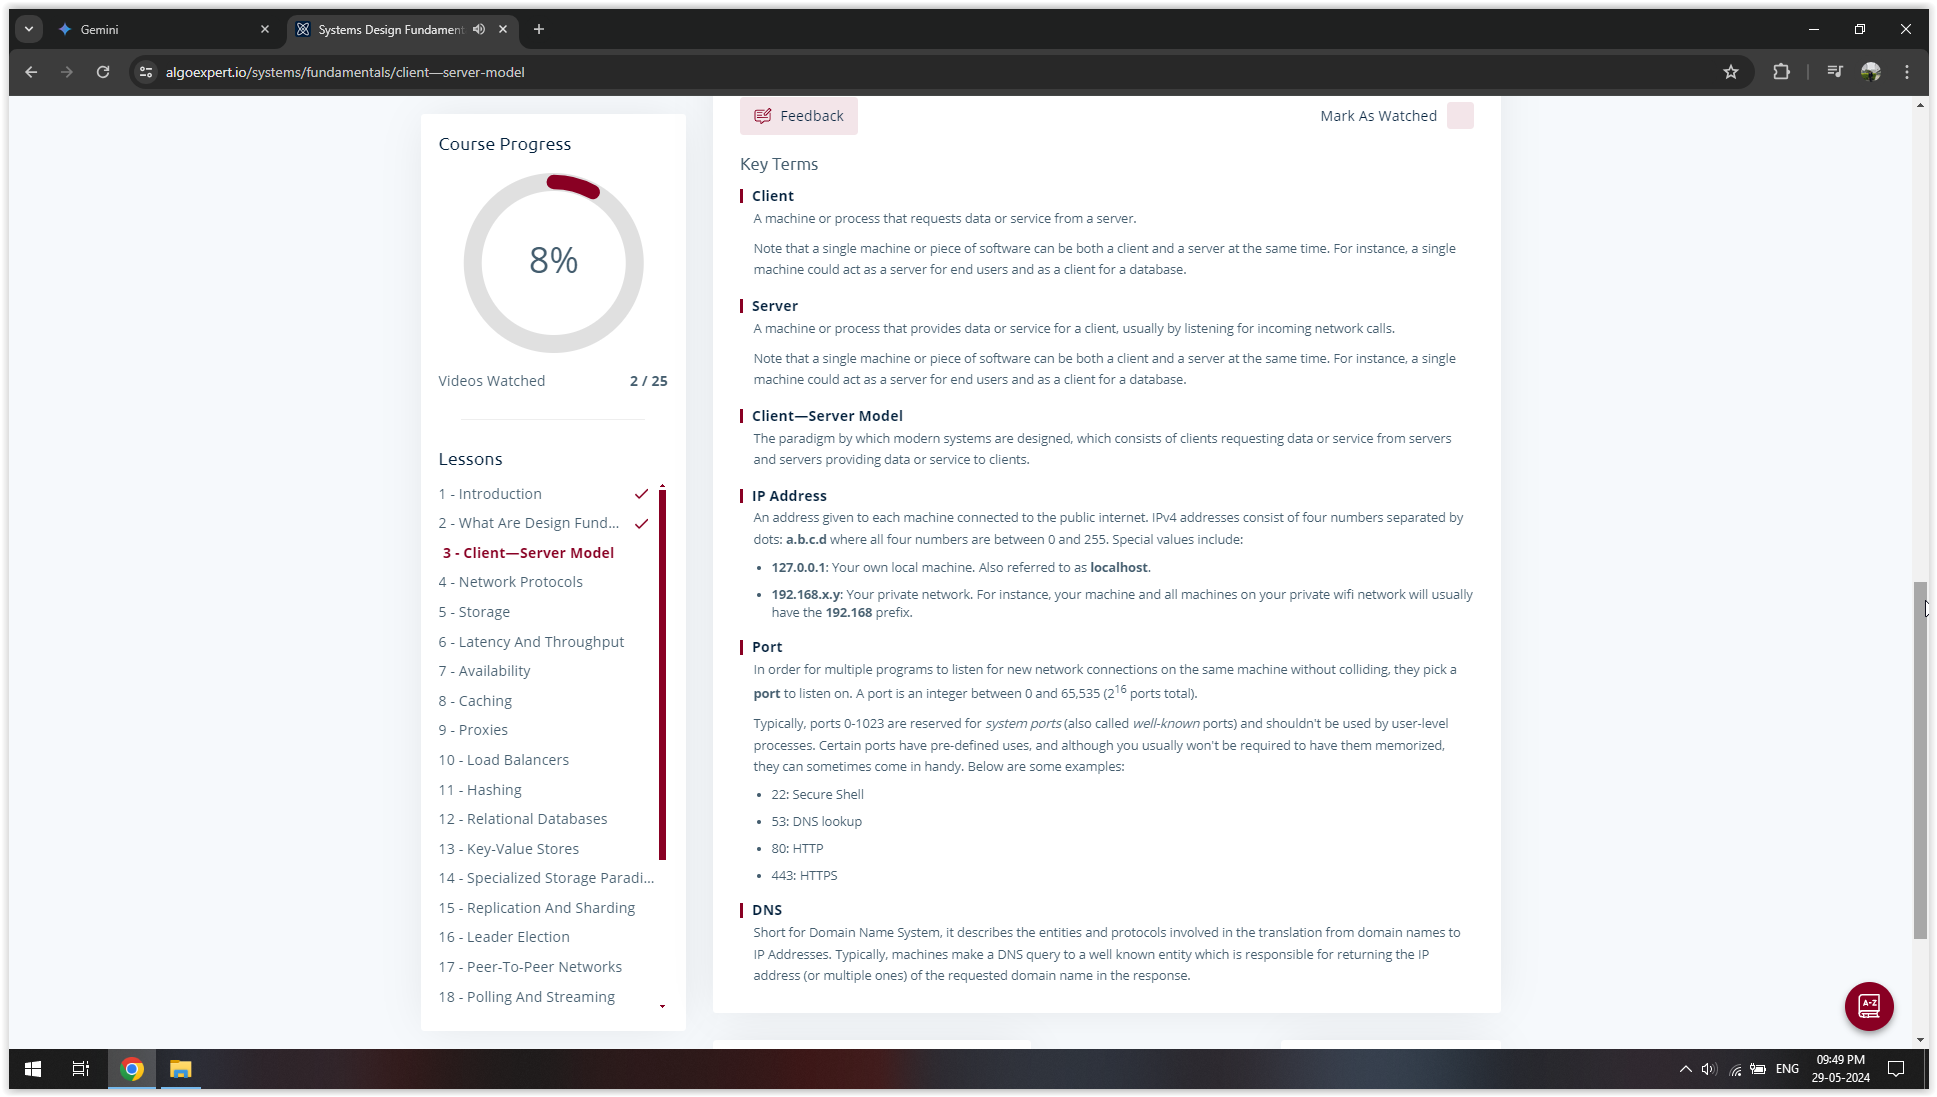 Gemini
Systems Design Fundament
algoexpert.io/systems/fundamentals/client—server-model
Course Progress
8%
Videos Watched 2 / 25
Lessons
1 - Introduction
2 - What Are Design Fund...
3 - Client—Server Model
4 - Network Protocols
5 - Storage
6 - Latency And Throughput
7 - Availability
8 - Caching
9 - Proxies
10 - Load Balancers
11 - Hashing
12 - Relational Databases
13 - Key-Value Stores
14 - Specialized Storage Paradi...
15 - Replication And Sharding
16 - Leader Election
17 - Peer-To-Peer Networks
18 - Polling And Streaming
Feedback
Mark As Watched
Key Terms
Client
A machine or process that requests data or service from a server.
Note that a single machine or piece of software can be both a client and a server at the same time. For instance, a single
machine could act as a server for end users and as a client for a database.
Server
A machine or process that provides data or service for a client, usually by listening for incoming network calls.
Note that a single machine or piece of software can be both a client and a server at the same time. For instance, a single
machine could act as a server for end users and as a client for a database.
Client—Server Model
The paradigm by which modern systems are designed, which consists of clients requesting data or service from servers
and servers providing data or service to clients.
IP Address
An address given to each machine connected to the public internet. IPv4 addresses consist of four numbers separated by
dots: a.b.c.d where all four numbers are between 0 and 255. Special values include:
• 127.0.0.1: Your own local machine. Also referred to as localhost.
• 192.168.x.y: Your private network. For instance, your machine and all machines on your private wifi network will usually
have the 192.168 prefix.
Port
In order for multiple programs to listen for new network connections on the same machine without colliding, they pick a
port to listen on. A port is an integer between 0 and 65,535 (2¹⁶ ports total).
Typically, ports 0-1023 are reserved for system ports (also called well-known ports) and shouldn't be used by user-level
processes. Certain ports have pre-defined uses, and although you usually won't be required to have them memorized,
they can sometimes come in handy. Below are some examples:
• 22: Secure Shell
• 53: DNS lookup
• 80: HTTP
• 443: HTTPS
DNS
Short for Domain Name System, it describes the entities and protocols involved in the translation from domain names to
IP Addresses. Typically, machines make a DNS query to a well known entity which is responsible for returning the IP
address (or multiple ones) of the requested domain name in the response.
A-Z
ENG
09:49 PM
29-05-2024